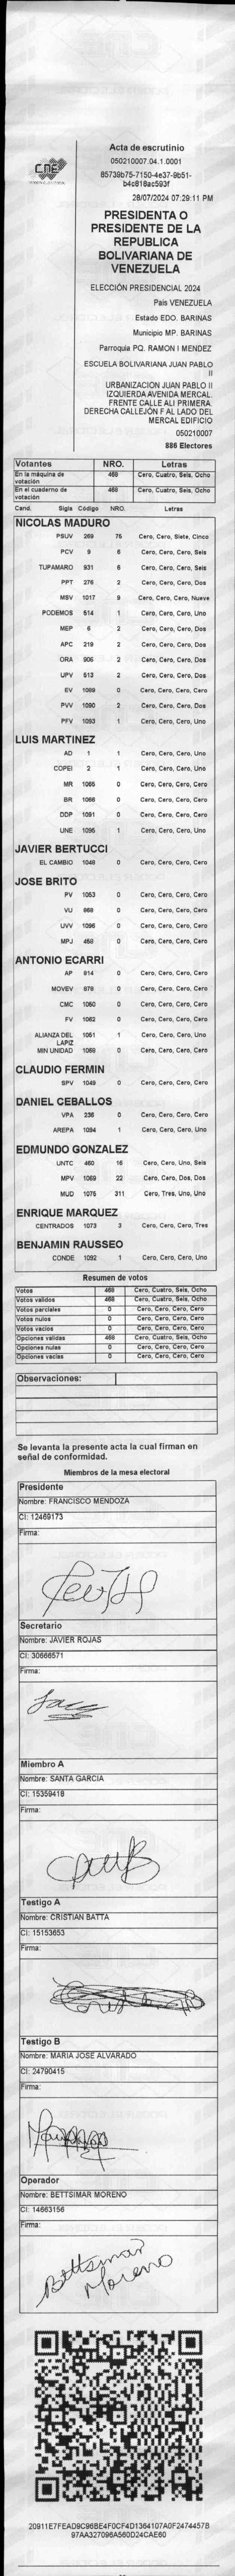 CNE
Acta de escrutinio
050210007.04.1.0001
85739b75-7150-4e37-9b51-
b4c618ac593f
28/07/2024 07:29:11 PM
PRESIDENTA O
PRESIDENTE DE LA
REPUBLICA
BOLIVARIANA DE
VENEZUELA
ELECCIÓN PRESIDENCIAL 2024
Pais VENEZUELA
Estado EDO. BARINAS
Municipio MP. BARINAS
Parroquia PQ. RAMON I MENDEZ
ESCUELA BOLIVARIANA JUAN PABLO
II
URBANIZACION JUAN PABLO II
IZQUIERDA AVENIDA MERCAL.
FRENTE CALLE ALI PRIMERA.
DERECHA CALLEJÓN F AL LADO DEL
MERCAL EDIFICIO
050210007
886 Electores
Votantes NRO. Letras
En la máquina de votación 468 Cero, Cuatro, Seis, Ocho
En el cuaderno de votación 468 Cero, Cuatro, Seis, Ocho
Cand. Sigla Código NRO. Letras
NICOLAS MADURO
PSUV 269 75 Cero, Cero, Siete, Cinco
PCV 9 6 Cero, Cero, Cero, Seis
TUPAMARO 931 6 Cero, Cero, Cero, Seis
PPT 276 2 Cero, Cero, Cero, Dos
MSV 1017 9 Cero, Cero, Cero, Nueve
PODEMOS 514 1 Cero, Cero, Cero, Uno
MEP 6 2 Cero, Cero, Cero, Dos
APC 219 2 Cero, Cero, Cero, Dos
ORA 906 2 Cero, Cero, Cero, Dos
UPV 513 2 Cero, Cero, Cero, Dos
EV 1089 0 Cero, Cero, Cero, Cero
PVV 1090 2 Cero, Cero, Cero, Dos
PFV 1093 1 Cero, Cero, Cero, Uno
LUIS MARTINEZ
AD 1 1 Cero, Cero, Cero, Uno
COPEI 2 1 Cero, Cero, Cero, Uno
MR 1065 0 Cero, Cero, Cero, Cero
BR 1066 0 Cero, Cero, Cero, Cero
DDP 1091 0 Cero, Cero, Cero, Cero
UNE 1095 1 Cero, Cero, Cero, Uno
JAVIER BERTUCCI
EL CAMBIO 1048 0 Cero, Cero, Cero, Cero
JOSE BRITO
PV 1053 0 Cero, Cero, Cero, Cero
VU 868 0 Cero, Cero, Cero, Cero
UVV 1096 0 Cero, Cero, Cero, Cero
MPJ 459 0 Cero, Cero, Cero, Cero
ANTONIO ECARRI
AP 814 0 Cero, Cero, Cero, Cero
MOVEV 878 0 Cero, Cero, Cero, Cero
CMC 1050 0 Cero, Cero, Cero, Cero
FV 1062 0 Cero, Cero, Cero, Cero
ALIANZA DEL LAPIZ 1051 1 Cero, Cero, Cero, Uno
MIN UNIDAD 1069 0 Cero, Cero, Cero, Cero
CLAUDIO FERMIN
SPV 1049 0 Cero, Cero, Cero, Cero
DANIEL CEBALLOS
VPA 236 0 Cero, Cero, Cero, Cero
AREPA 1094 1 Cero, Cero, Cero, Uno
EDMUNDO GONZALEZ
UNTC 460 16 Cero, Cero, Uno, Seis
MPV 1069 22 Cero, Cero, Dos, Dos
MUD 1075 311 Cero, Tres, Uno, Uno
ENRIQUE MARQUEZ
CENTRADOS 1073 3 Cero, Cero, Cero, Tres
BENJAMIN RAUSSEO
CONDE 1092 1 Cero, Cero, Cero, Uno
Resumen de votos
Votos 468 Cero, Cuatro, Seis, Ocho
Votos validos 468 Cero, Cuatro, Seis, Ocho
Votos parciales 0 Cero, Cero, Cero, Cero
Votos nulos 0 Cero, Cero, Cero, Cero
Votos vacios 0 Cero, Cero, Cero, Cero
Opciones validas 468 Cero, Cuatro, Seis, Ocho
Opciones nulas 0 Cero, Cero, Cero, Cero
Opciones vacias 0 Cero, Cero, Cero, Cero
Observaciones:
Se levanta la presente acta la cual firman en
señal de conformidad.
Miembros de la mesa electoral
Presidente
Nombre: FRANCISCO MENDOZA
CI: 12469173
Firma:
Secretario
Nombre: JAVIER ROJAS
CI: 30666571
Firma:
Miembro A
Nombre: SANTA GARCIA
CI: 15359418
Firma:
Testigo A
Nombre: CRISTIAN BATTA
CI: 15153653
Firma:
Testigo B
Nombre: MARIA JOSE ALVARADO
CI: 24790415
Firma:
Operador
Nombre: BETTSIMAR MORENO
CI: 14663156
Firma:
Bettsimar
Moreno
20911E7FEAD9C96BE4F0CF4D1364107A0F2474457B
97AA327096A560D24CAE60